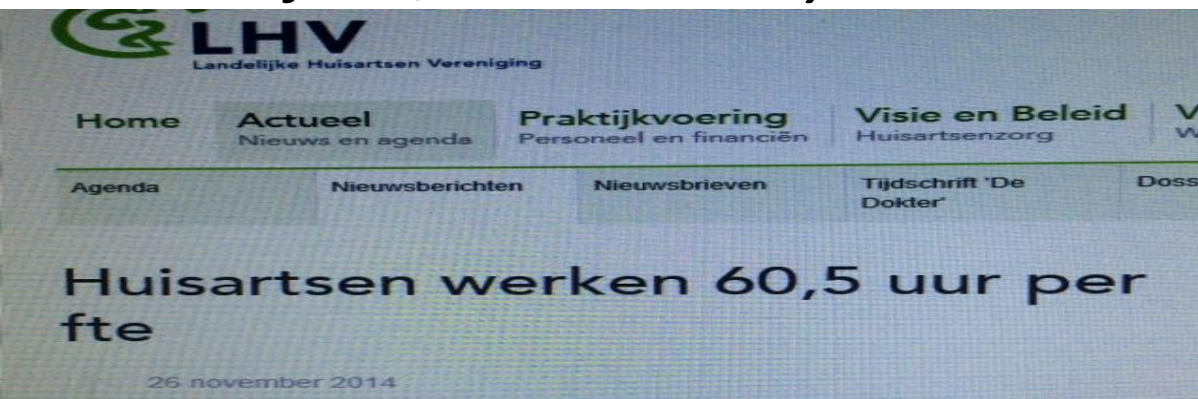 LHV
Landelijke Huisartsen Vereniging
Home Actueel Praktijkvoering Visie en Beleid
Nieuws en agenda Personeel en financiën Huisartsenzorg
Agenda Nieuwsberichten Nieuwsbrieven Tijdschrift 'De Doss
Dokter'
Huisartsen werken 60,5 uur per
fte
26 november 2014